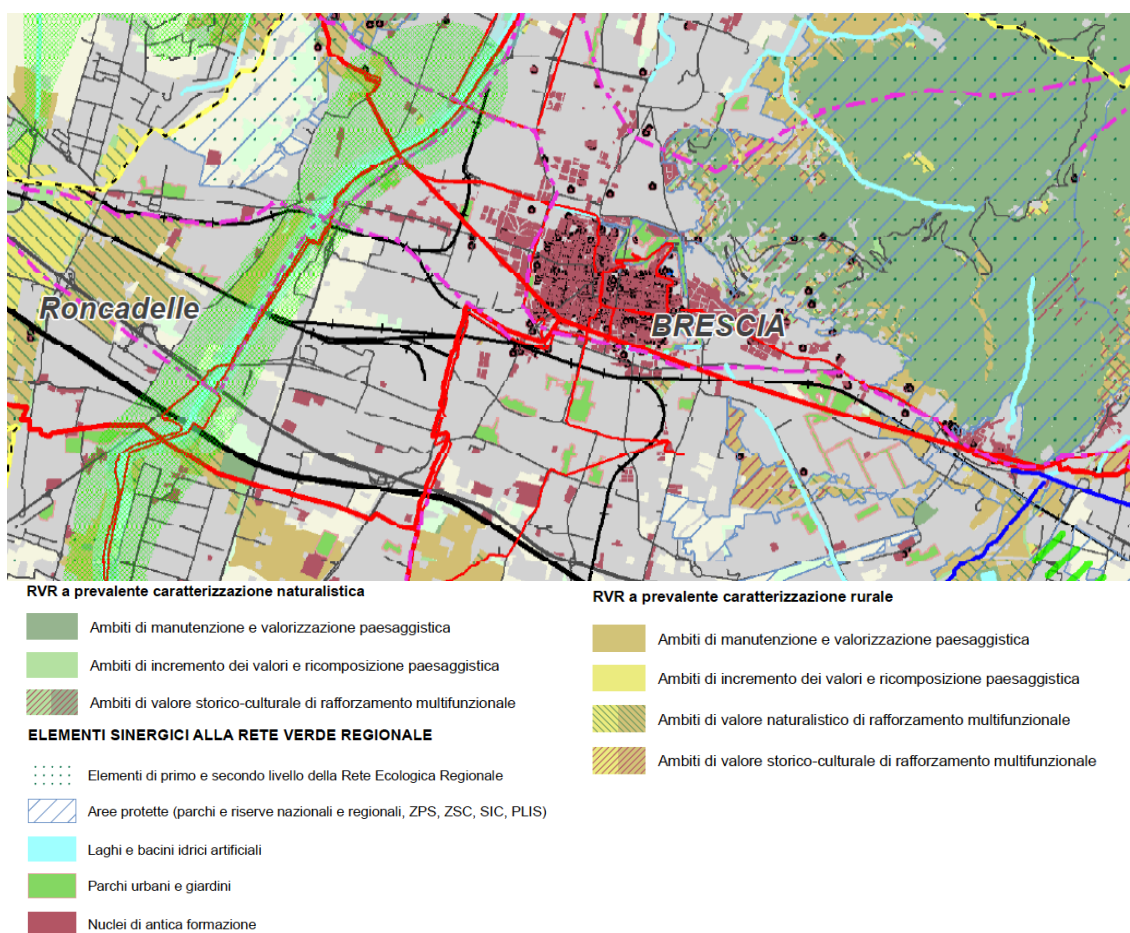 Roncadelle
BRESCIA
RVR a prevalente caratterizzazione naturalistica
Ambiti di manutenzione e valorizzazione paesaggistica
Ambiti di incremento dei valori e ricomposizione paesaggistica
Ambiti di valore storico-culturale di rafforzamento multifunzionale
ELEMENTI SINERGICI ALLA RETE VERDE REGIONALE
Elementi di primo e secondo livello della Rete Ecologica Regionale
Aree protette (parchi e riserve nazionali e regionali, ZPS, ZSC, SIC, PLIS)
Laghi e bacini idrici artificiali
Parchi urbani e giardini
Nuclei di antica formazione
RVR a prevalente caratterizzazione rurale
Ambiti di manutenzione e valorizzazione paesaggistica
Ambiti di incremento dei valori e ricomposizione paesaggistica
Ambiti di valore naturalistico di rafforzamento multifunzionale
Ambiti di valore storico-culturale di rafforzamento multifunzionale